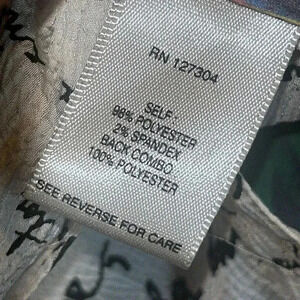 RN 127304
SELF:
98% POLYESTER
2% SPANDEX
BACK COMBO
100% POLYESTER
SEE REVERSE FOR CARE